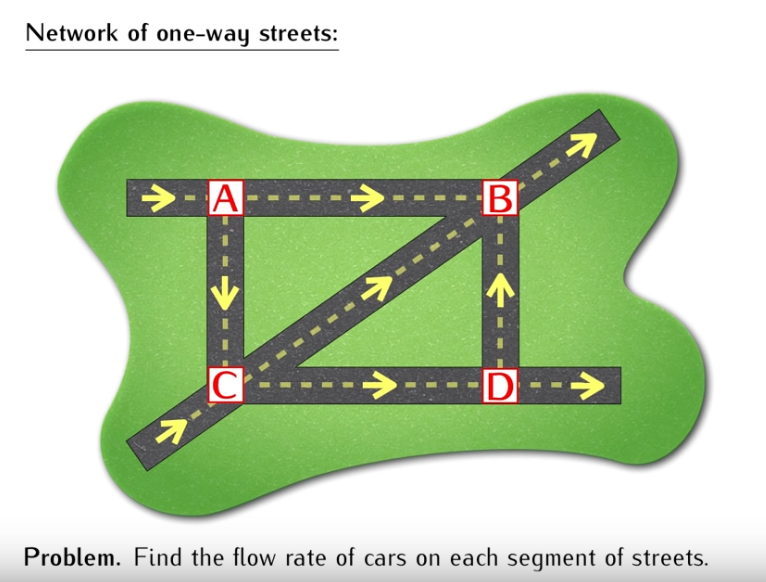 Network of one-way streets:
A
B
C
D
Problem. Find the flow rate of cars on each segment of streets.